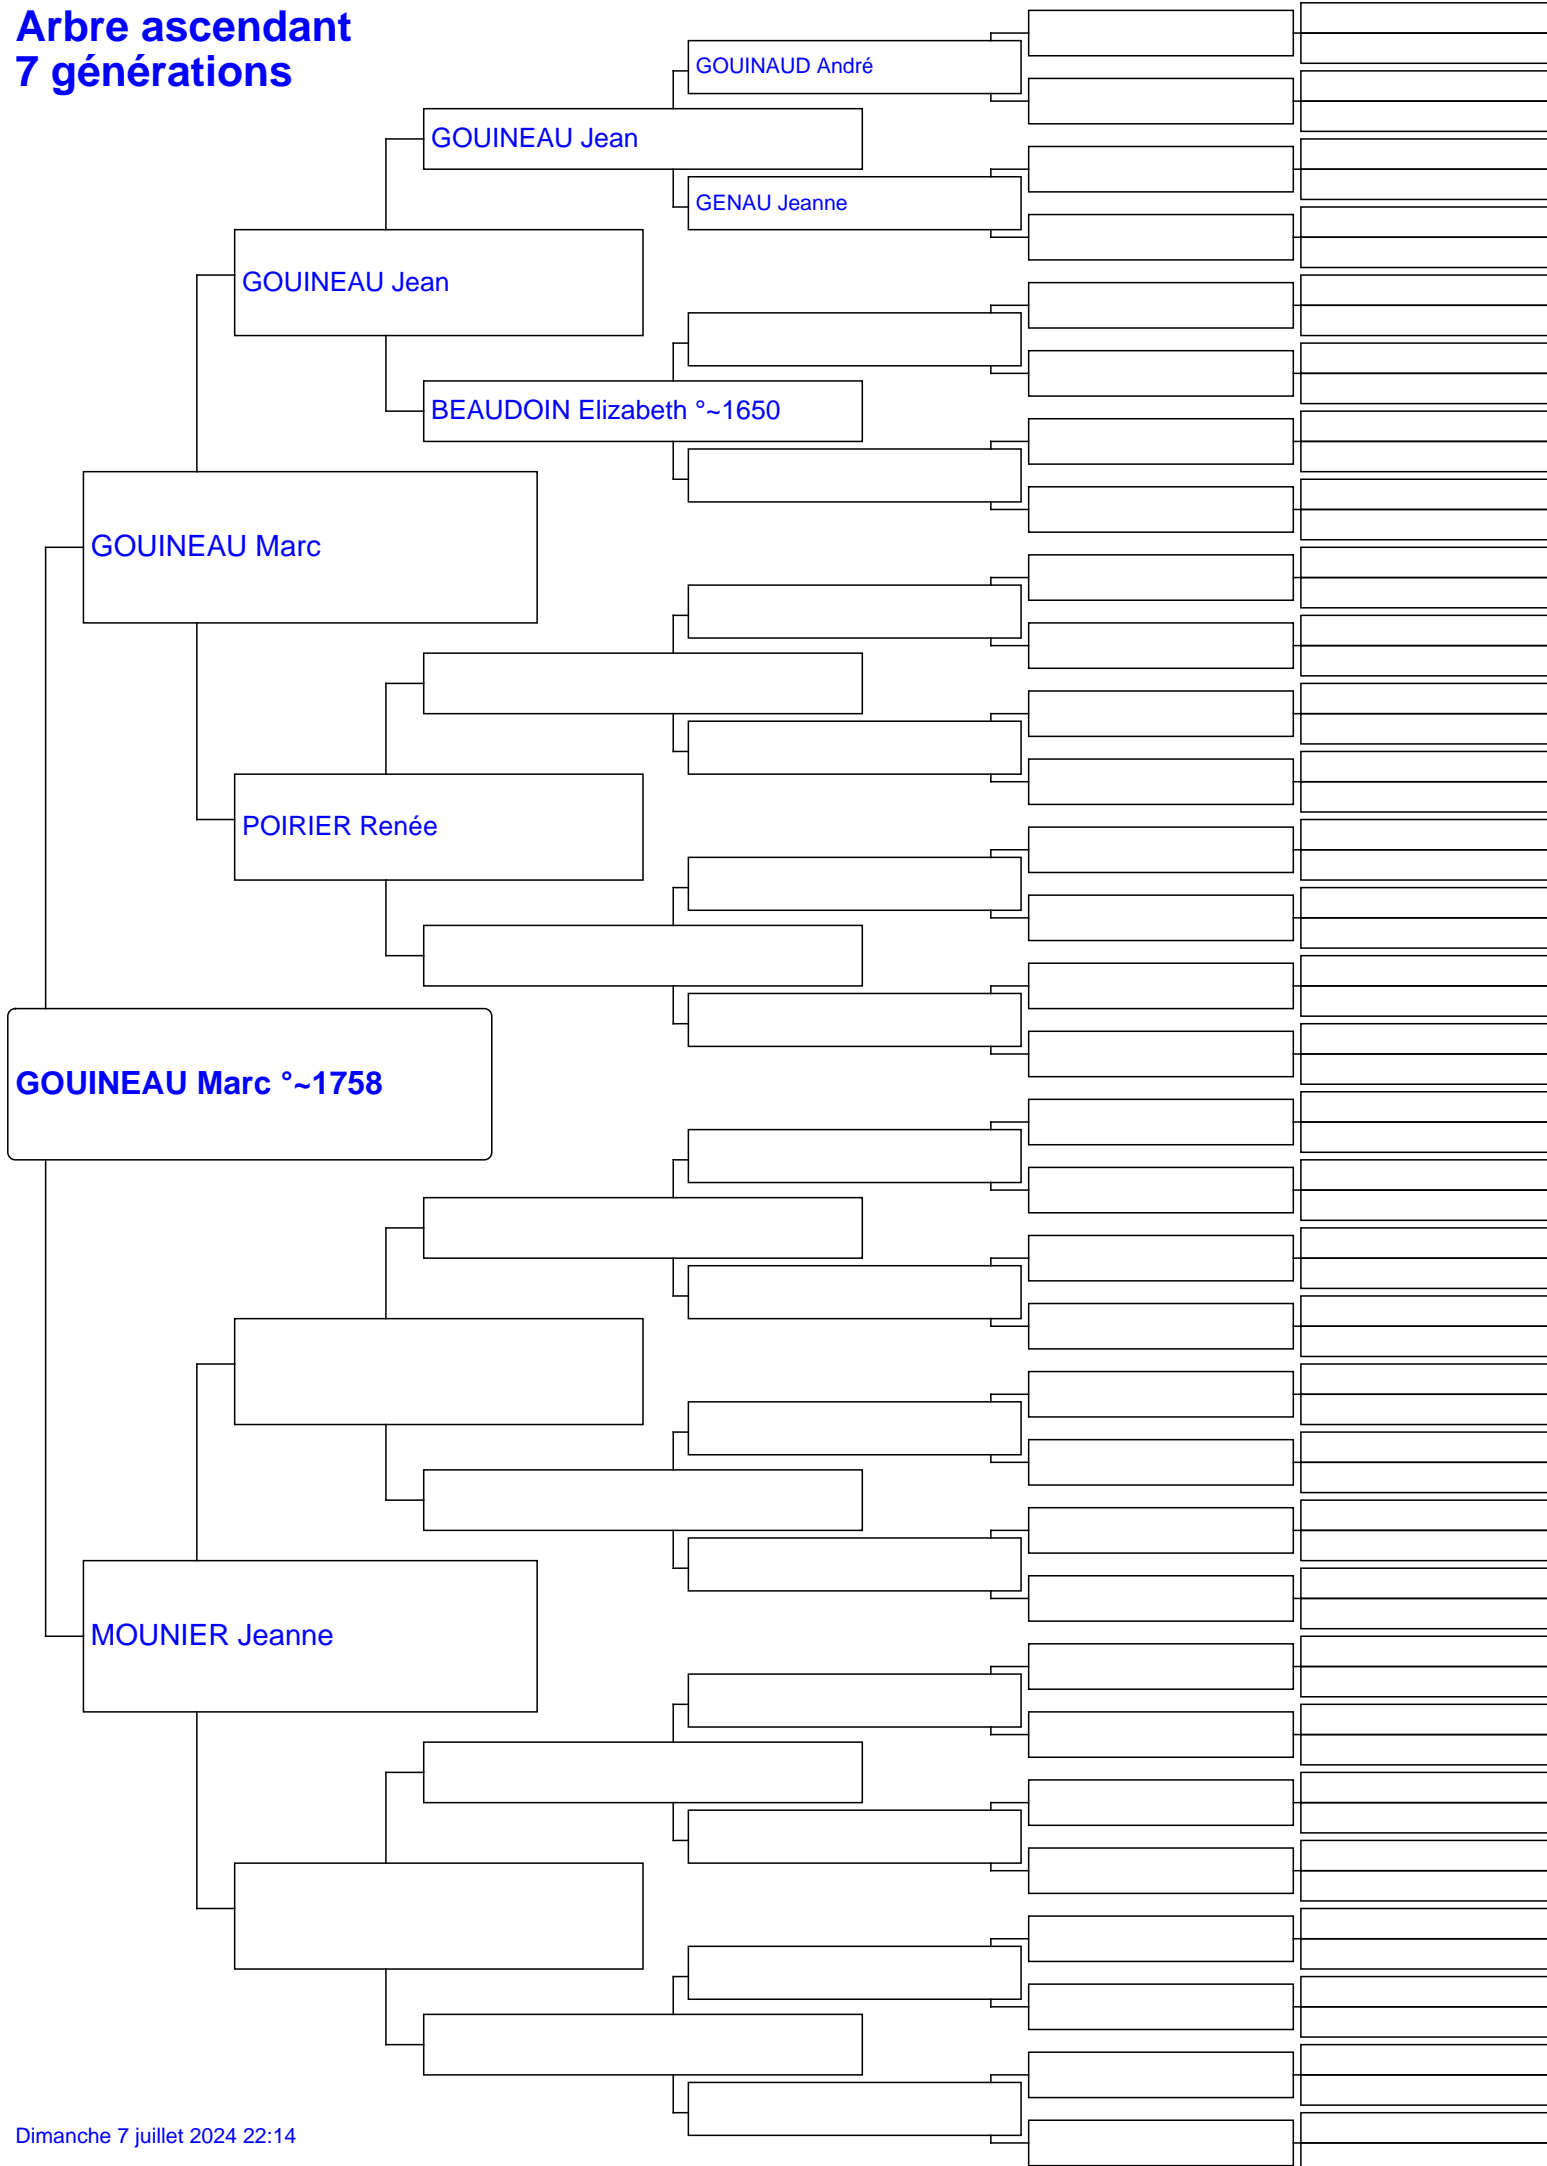 Arbre ascendant
7 générations
GOUINAUD André
GOUINEAU Jean
GENAU Jeanne
GOUINEAU Jean
BEAUDOIN Elizabeth °~1650
GOUINEAU Marc
POIRIER Renée
GOUINEAU Marc °~1758
MOUNIER Jeanne
Dimanche 7 juillet 2024 22:14